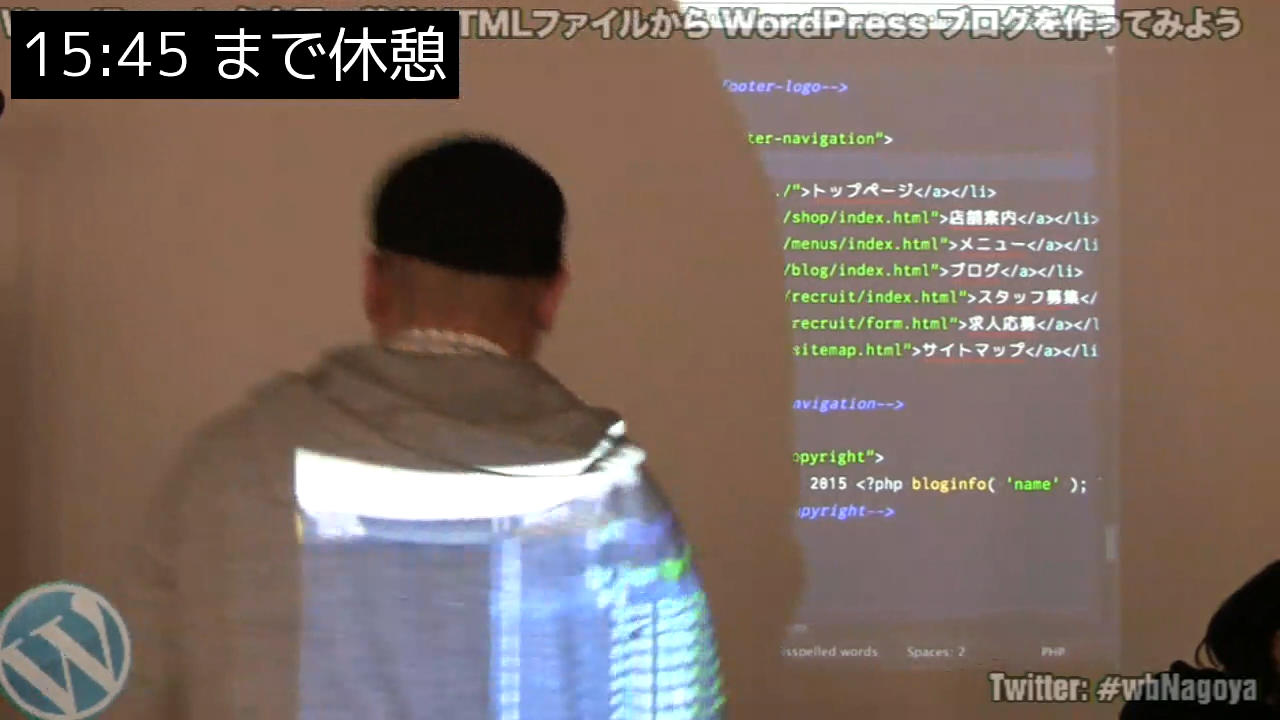 HTMLファイルから WordPress ブログを作ってみよう
15:45 まで休憩
footer-logo-->
ter-navigation">
./">トップページ</a></li>
/shop/index.html">店舗案内</a></li>
/menus/index.html">メニュー</a></li
/blog/index.html">ブログ</a></li>
/recruit/index.html">スタッフ募集</
recruit/form.html">求人応募</a></l
sitemap.html">サイトマップ</a></li
avigation-->
opyright">
2015 <?php bloginfo( 'name' );
opyright-->
isspelled words Spaces: 2 PHP
Twitter: #wbNagoya